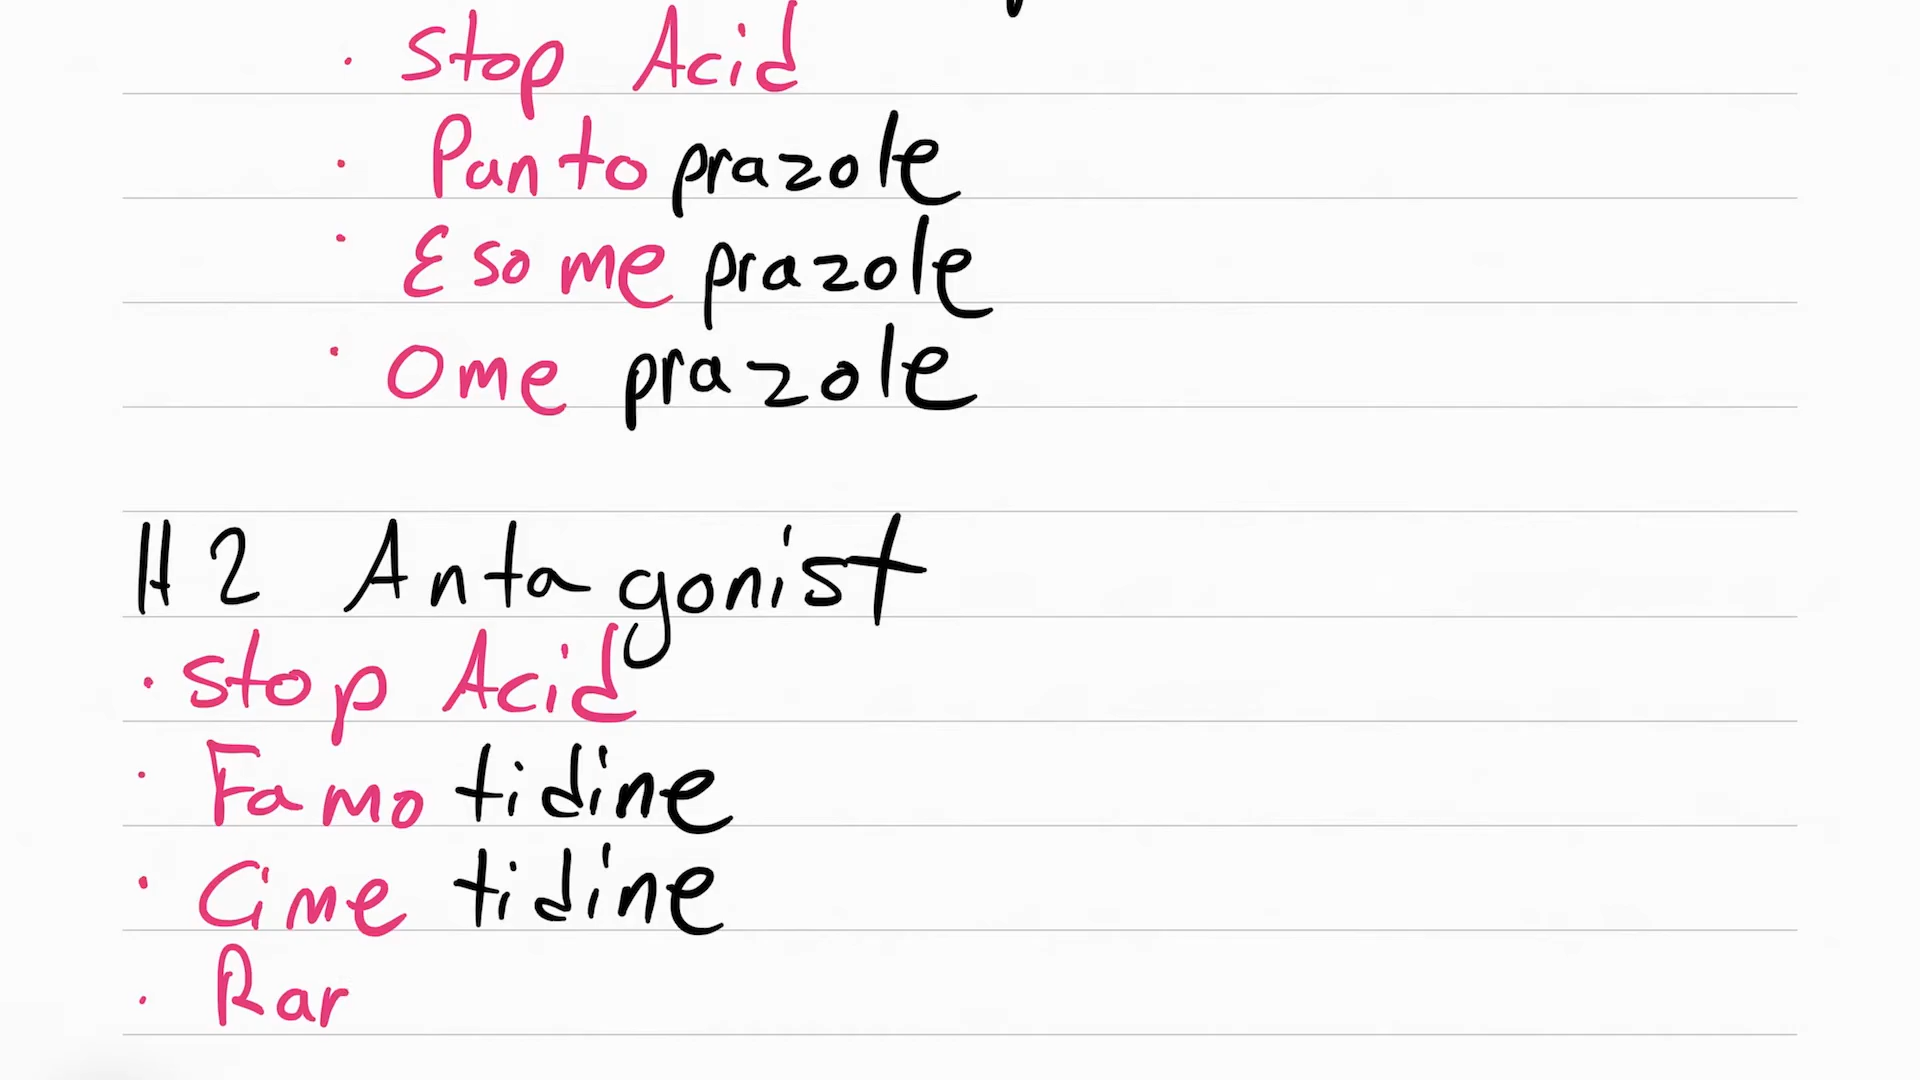 · Stop Acid
· Pantoprazole
· Esomeprazole
· Omeprazole
H2 Antagonist
· Stop Acid
· Famotidine
· Cimetidine
· Rar